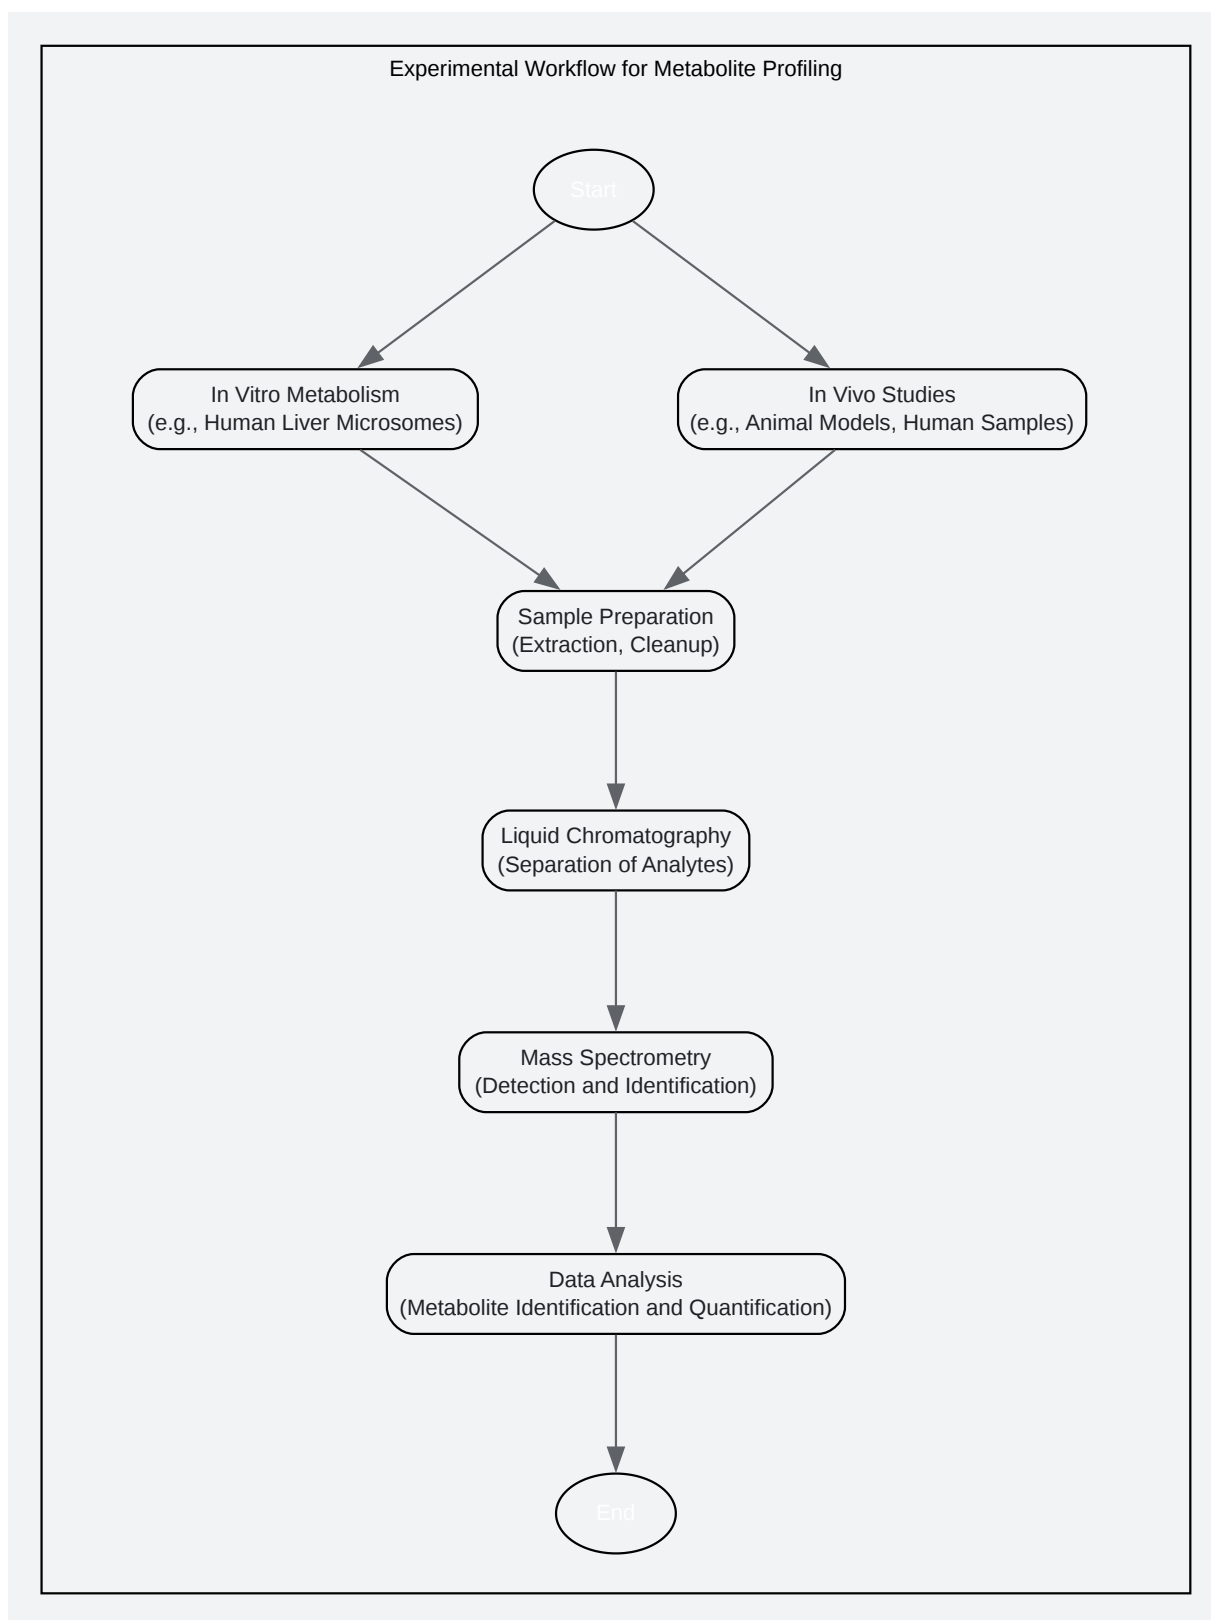 Experimental Workflow for Metabolite Profiling
Start
In Vitro Metabolism
(e.g., Human Liver Microsomes)
In Vivo Studies
(e.g., Animal Models, Human Samples)
Sample Preparation
(Extraction, Cleanup)
Liquid Chromatography
(Separation of Analytes)
Mass Spectrometry
(Detection and Identification)
Data Analysis
(Metabolite Identification and Quantification)
End